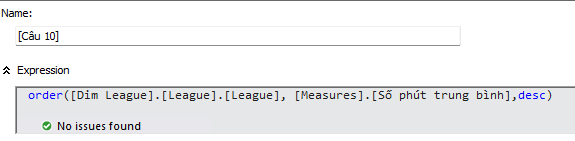 Name:
[Câu 10]
Expression
order([Dim League].[League].[League], [Measures].[Số phút trung bình],desc)
No issues found